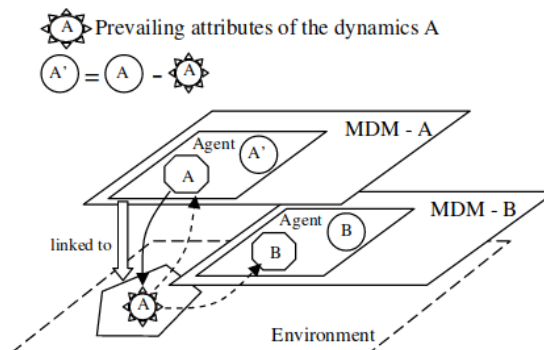 A Prevailing attributes of the dynamics A
A' = A - A
MDM - A
Agent A'
A
MDM - B
Agent B
linked to
B
A
Environment